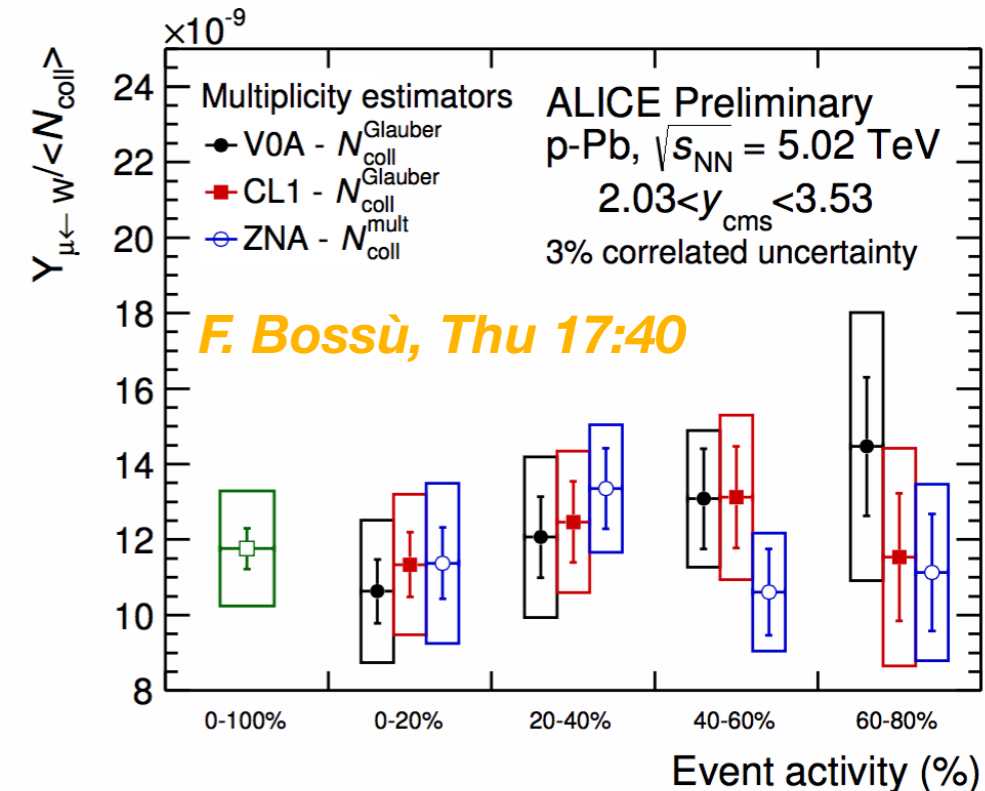 ×10⁻⁹
Y_μ← w/<N_coll>
24
22
20
18
16
14
12
10
8
Multiplicity estimators
V0A - N_coll^Glauber
CL1 - N_coll^Glauber
ZNA - N_coll^mult
ALICE Preliminary
p-Pb, √s_NN = 5.02 TeV
2.03<y_cms<3.53
3% correlated uncertainty
F. Bossù, Thu 17:40
0-100% 0-20% 20-40% 40-60% 60-80%
Event activity (%)